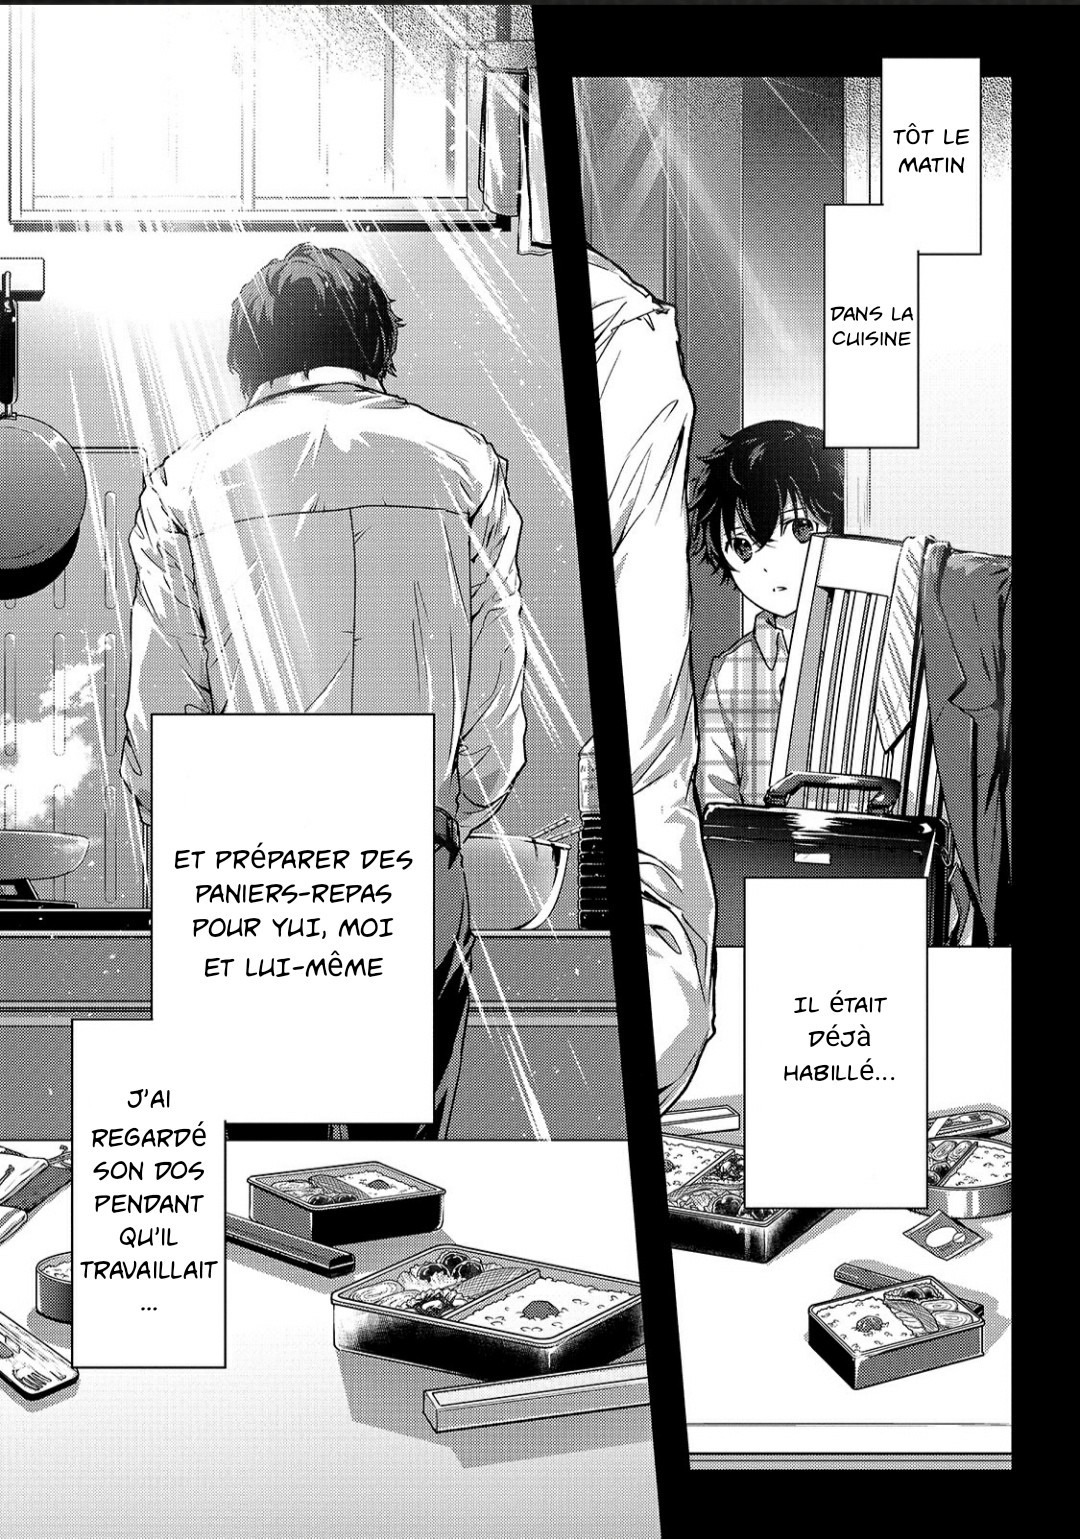 TÔT LE
MATIN
DANS LA
CUISINE
IL éTAIT
DéJà
HABILLé...
ET PRéPARER DES
PANIERS-REPAS
POUR YUI, MOI
ET LUI-MêME
J'AI
REGARDé
SON DOS
PENDANT
QU'IL
TRAVAILLAIT
...